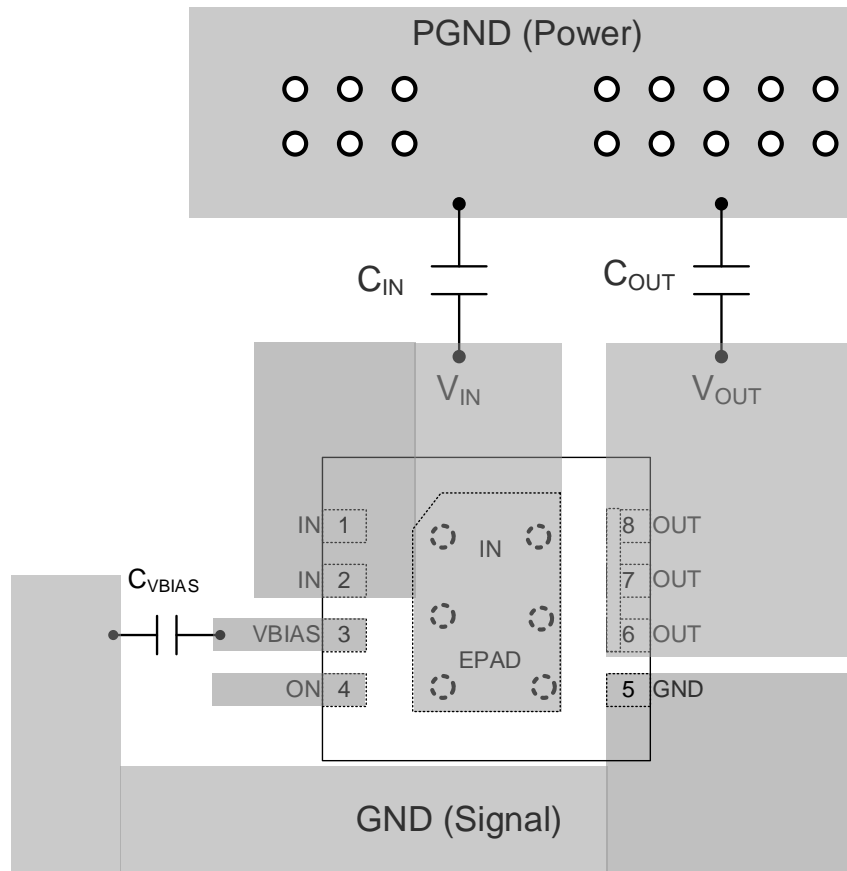 PGND (Power)
CIN
COUT
VIN
VOUT
IN 1
8 OUT
IN
IN 2
7 OUT
CVBIAS
VBIAS 3
6 OUT
EPAD
ON 4
5 GND
GND (Signal)